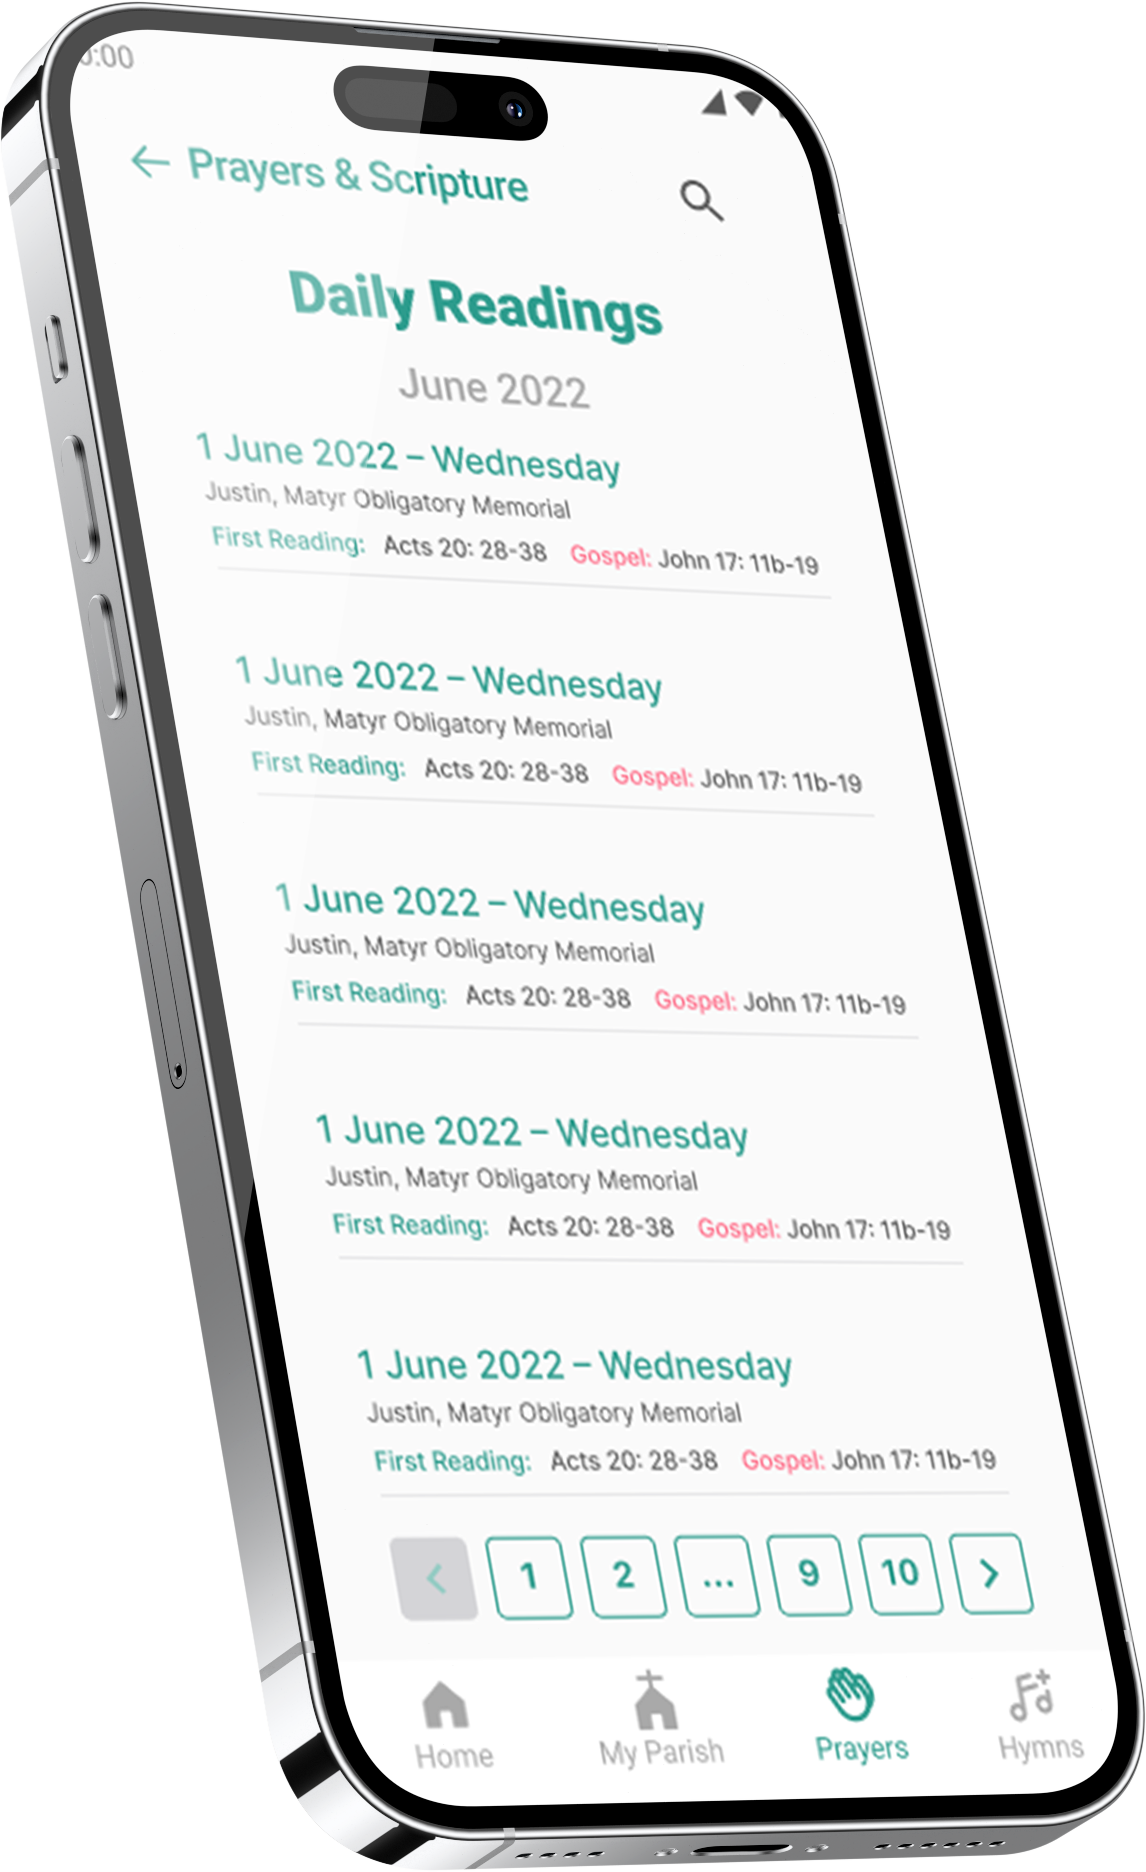 :00
Prayers & Scripture
Daily Readings
June 2022
1 June 2022 – Wednesday
Justin, Matyr Obligatory Memorial
First Reading: Acts 20: 28-38 Gospel: John 17: 11b-19
1 June 2022 – Wednesday
Justin, Matyr Obligatory Memorial
First Reading: Acts 20: 28-38 Gospel: John 17: 11b-19
1 June 2022 – Wednesday
Justin, Matyr Obligatory Memorial
First Reading: Acts 20: 28-38 Gospel: John 17: 11b-19
1 June 2022 – Wednesday
Justin, Matyr Obligatory Memorial
First Reading: Acts 20: 28-38 Gospel: John 17: 11b-19
1 June 2022 – Wednesday
Justin, Matyr Obligatory Memorial
First Reading: Acts 20: 28-38 Gospel: John 17: 11b-19
1 2 ... 9 10
Home My Parish Prayers Hymns